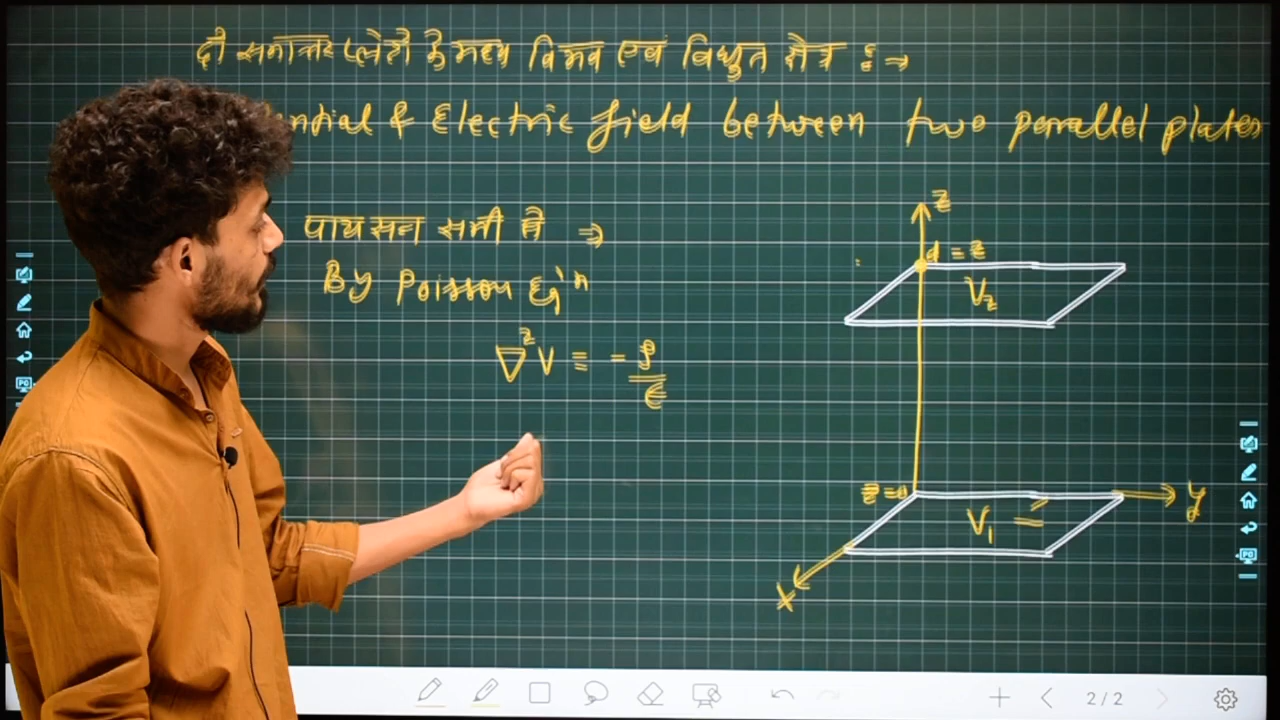 दो समान्तर प्लेटो के मध्य विभव एवं विधुत क्षेत्र :→
ential & Electric field between two parallel plates
पायसन समी से ⇒
By Poisson Eq'n
∇²V = -ρ/ϵ
Z
d = z
V₂
z=0
V₁ =
y
X
2/2